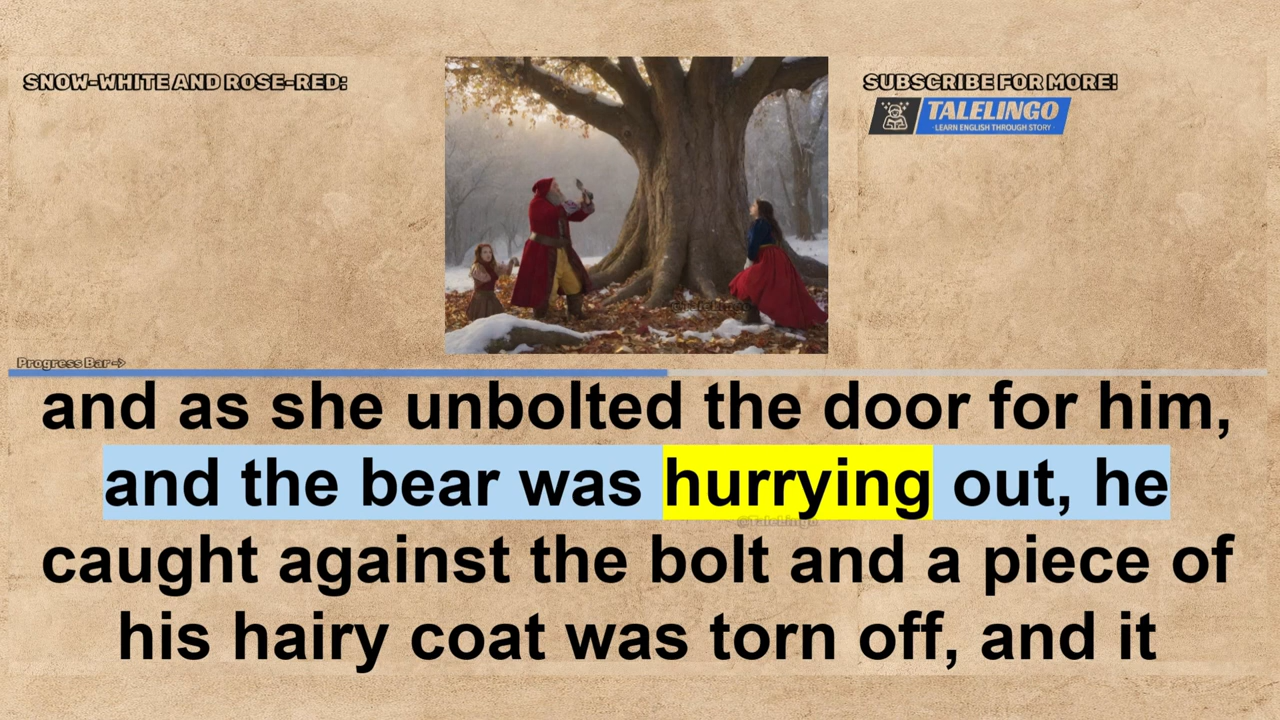 SNOW-WHITE AND ROSE-RED:
SUBSCRIBE FOR MORE!
TALELINGO
·LEARN ENGLISH THROUGH STORY·
@TaleLingo
Progress Bar->
and as she unbolted the door for him,
and the bear was hurrying out, he
@TaleLingo
caught against the bolt and a piece of
his hairy coat was torn off, and it